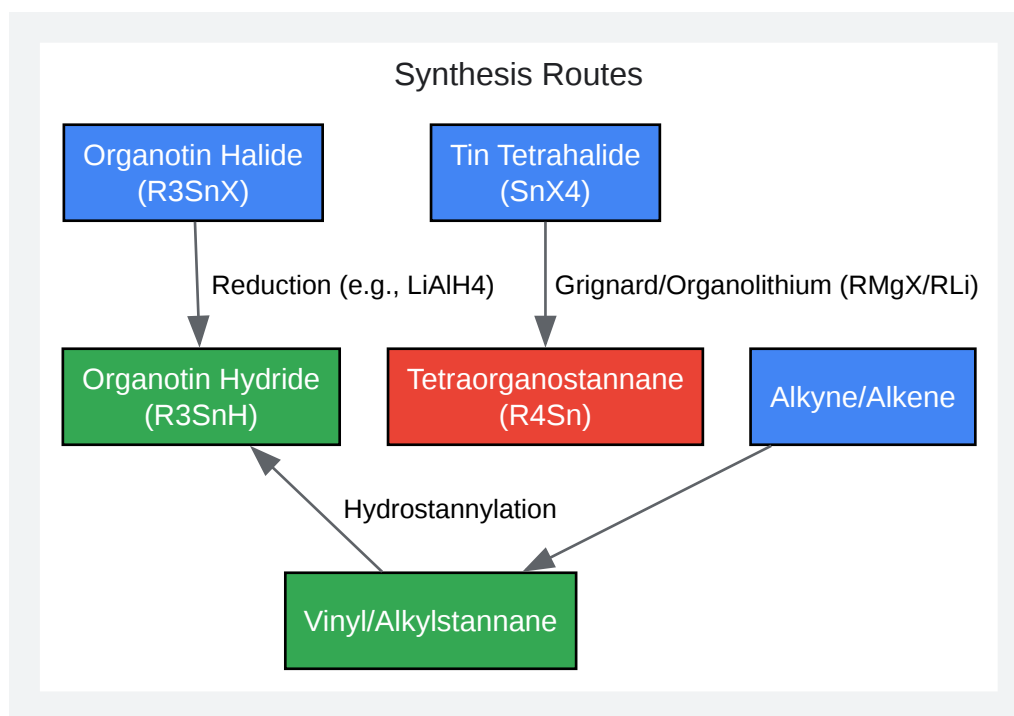 Synthesis Routes
Organotin Halide
(R3SnX)
Tin Tetrahalide
(SnX4)
Reduction (e.g., LiAlH4)
Grignard/Organolithium (RMgX/RLi)
Organotin Hydride
(R3SnH)
Tetraorganostannane
(R4Sn)
Alkyne/Alkene
Hydrostannylation
Vinyl/Alkylstannane